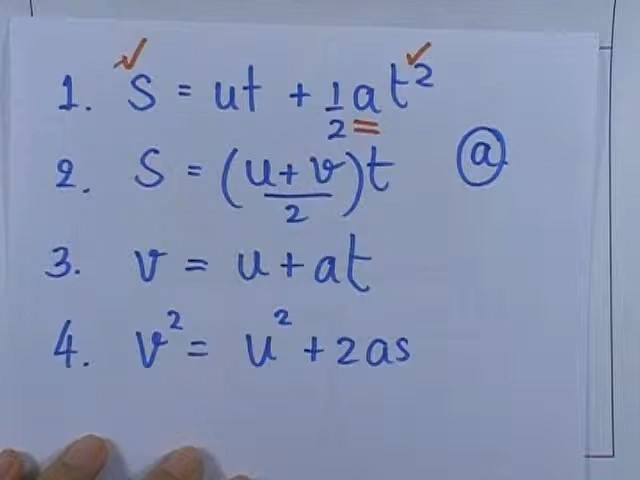 1. S = ut + 1/2 at²
2. S = (u+v/2)t
a
3. v = u + at
4. v² = u² + 2as